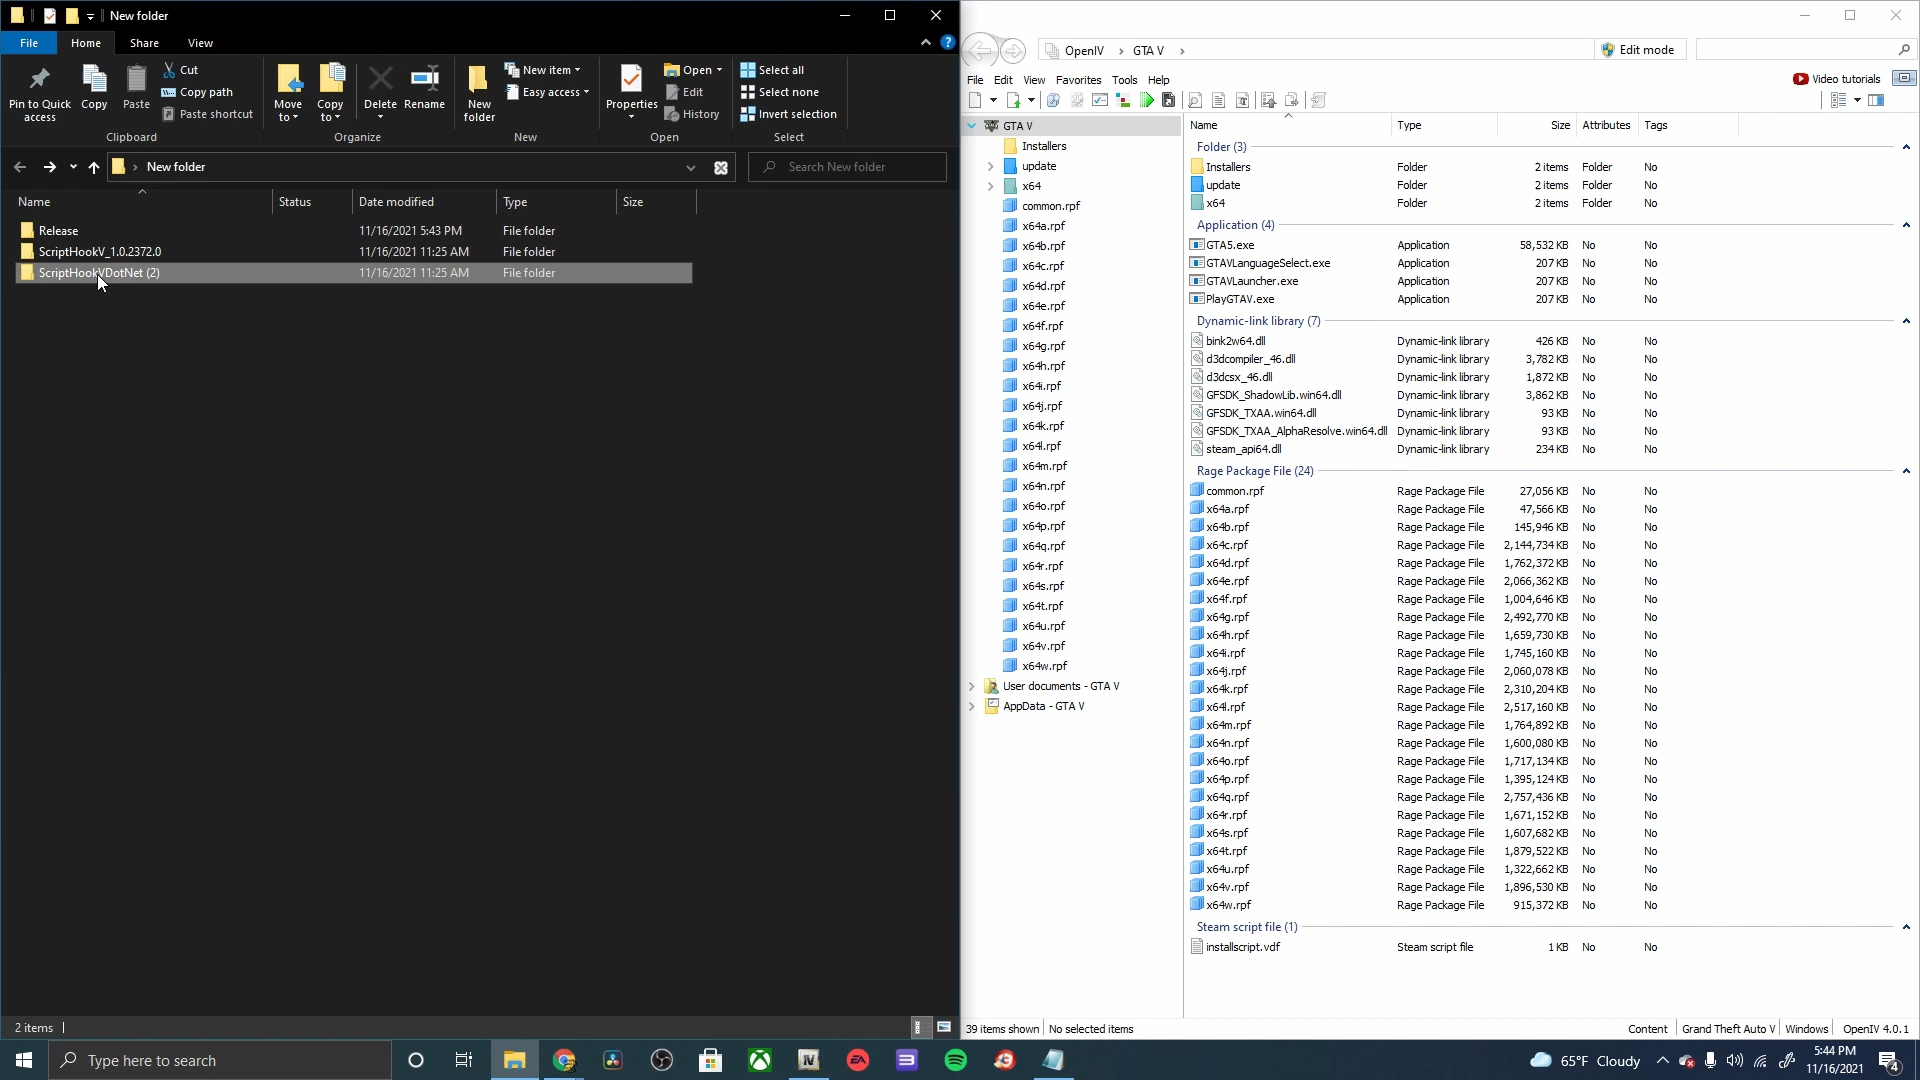 New folder
File Home Share View
Pin to Quick access
Copy
Paste
Cut
Copy path
Paste shortcut
Clipboard
Move to
Copy to
Delete
Rename
Organize
New folder
New item
Easy access
New
Properties
Open
Edit
History
Open
Select all
Select none
Invert selection
Select
New folder
Search New folder
Name Status Date modified Type Size
Release 11/16/2021 5:43 PM File folder
ScriptHookV_1.0.2372.0 11/16/2021 11:25 AM File folder
ScriptHookVDotNet (2) 11/16/2021 11:25 AM File folder
2 items
OpenIV GTA V
Edit mode
File Edit View Favorites Tools Help
Video tutorials
GTA V
Installers
update
x64
common.rpf
x64a.rpf
x64b.rpf
x64c.rpf
x64d.rpf
x64e.rpf
x64f.rpf
x64g.rpf
x64h.rpf
x64i.rpf
x64j.rpf
x64k.rpf
x64l.rpf
x64m.rpf
x64n.rpf
x64o.rpf
x64p.rpf
x64q.rpf
x64r.rpf
x64s.rpf
x64t.rpf
x64u.rpf
x64v.rpf
x64w.rpf
User documents - GTA V
AppData - GTA V
Name Type Size Attributes Tags
Folder (3)
Installers Folder 2 items Folder No
update Folder 2 items Folder No
x64 Folder 2 items Folder No
Application (4)
GTA5.exe Application 58,532 KB No No
GTAVLanguageSelect.exe Application 207 KB No No
GTAVLauncher.exe Application 207 KB No No
PlayGTAV.exe Application 207 KB No No
Dynamic-link library (7)
bink2w64.dll Dynamic-link library 426 KB No No
d3dcompiler_46.dll Dynamic-link library 3,782 KB No No
d3dcsx_46.dll Dynamic-link library 1,872 KB No No
GFSDK_ShadowLib.win64.dll Dynamic-link library 3,862 KB No No
GFSDK_TXAA.win64.dll Dynamic-link library 93 KB No No
GFSDK_TXAA_AlphaResolve.win64.dll Dynamic-link library 93 KB No No
steam_api64.dll Dynamic-link library 234 KB No No
Rage Package File (24)
common.rpf Rage Package File 27,056 KB No No
x64a.rpf Rage Package File 47,566 KB No No
x64b.rpf Rage Package File 145,946 KB No No
x64c.rpf Rage Package File 2,144,734 KB No No
x64d.rpf Rage Package File 1,762,372 KB No No
x64e.rpf Rage Package File 2,066,362 KB No No
x64f.rpf Rage Package File 1,004,646 KB No No
x64g.rpf Rage Package File 2,492,770 KB No No
x64h.rpf Rage Package File 1,659,730 KB No No
x64i.rpf Rage Package File 1,745,160 KB No No
x64j.rpf Rage Package File 2,060,078 KB No No
x64k.rpf Rage Package File 2,310,204 KB No No
x64l.rpf Rage Package File 2,517,160 KB No No
x64m.rpf Rage Package File 1,764,892 KB No No
x64n.rpf Rage Package File 1,600,080 KB No No
x64o.rpf Rage Package File 1,717,134 KB No No
x64p.rpf Rage Package File 1,395,124 KB No No
x64q.rpf Rage Package File 2,757,436 KB No No
x64r.rpf Rage Package File 1,671,152 KB No No
x64s.rpf Rage Package File 1,607,682 KB No No
x64t.rpf Rage Package File 1,879,522 KB No No
x64u.rpf Rage Package File 1,322,662 KB No No
x64v.rpf Rage Package File 1,896,530 KB No No
x64w.rpf Rage Package File 915,372 KB No No
Steam script file (1)
installscript.vdf Steam script file 1 KB No No
39 items shown No selected items Content Grand Theft Auto V Windows OpenIV 4.0.1
Type here to search
65°F Cloudy
5:44 PM
11/16/2021
4